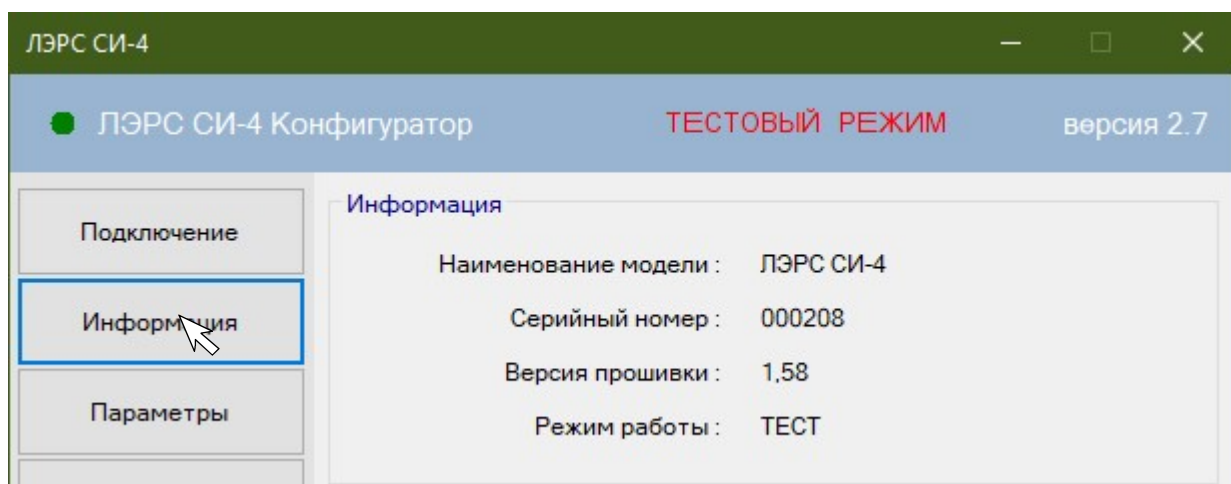 ЛЭРС СИ-4
ЛЭРС СИ-4 Конфигуратор ТЕСТОВЫЙ РЕЖИМ версия 2.7
Подключение
Информация
Параметры
Информация
Наименование модели : ЛЭРС СИ-4
Серийный номер : 000208
Версия прошивки : 1,58
Режим работы : ТЕСТ